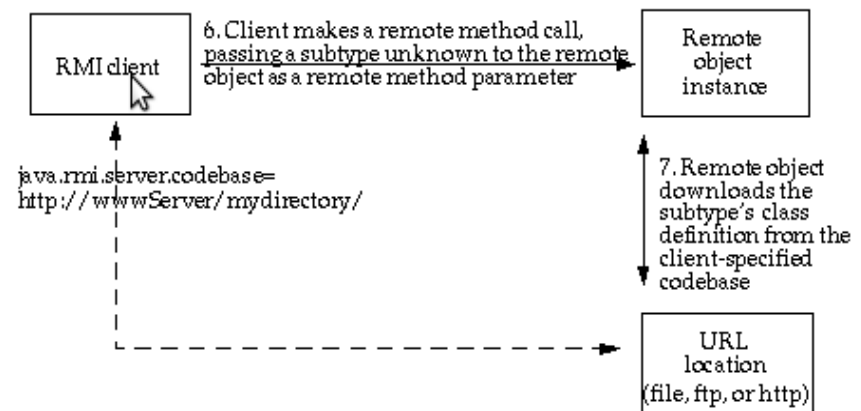 RMI client
6. Client makes a remote method call,
passing a subtype unknown to the remote
object as a remote method parameter
Remote
object
instance
java.rmi.server.codebase=
http://wwwServer/mydirectory/
7. Remote object
downloads the
subtype's class
definition from the
client-specified
codebase
URL
location
(file, ftp, or http)